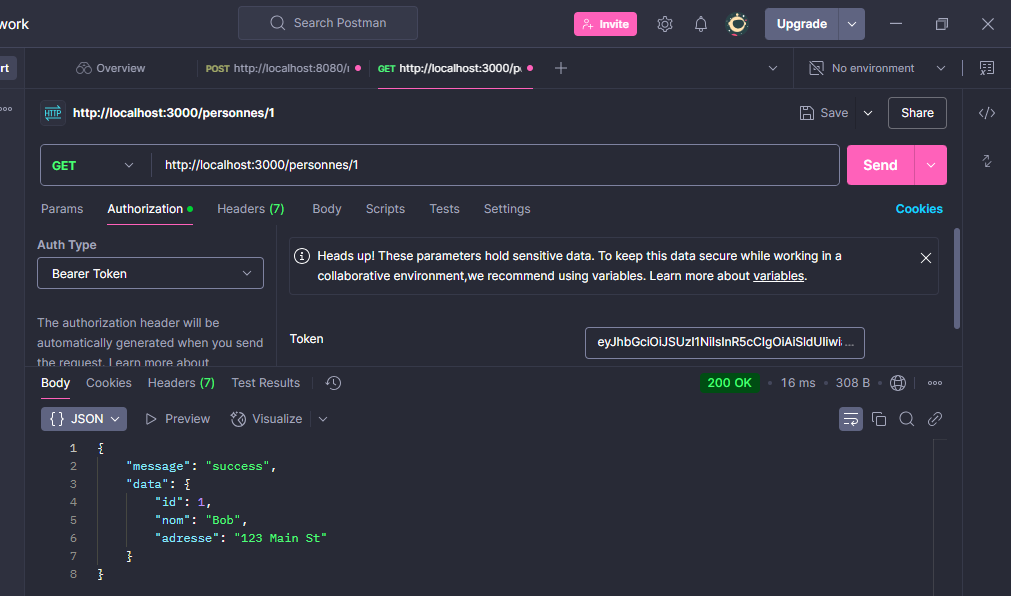 work
Search Postman
Invite
Upgrade
rt
Overview
POST http://localhost:8080/
GET http://localhost:3000/p
No environment
HTTP
http://localhost:3000/personnes/1
Save
Share
GET
http://localhost:3000/personnes/1
Send
Params
Authorization
Headers (7)
Body
Scripts
Tests
Settings
Cookies
Auth Type
Bearer Token
The authorization header will be
automatically generated when you send
the request. Learn more about
Heads up! These parameters hold sensitive data. To keep this data secure while working in a
collaborative environment,we recommend using variables. Learn more about variables.
Token
Body
Cookies
Headers (7)
Test Results
200 OK
16 ms
308 B
{} JSON
Preview
Visualize
1 {
2 "message": "success",
3 "data": {
4 "id": 1,
5 "nom": "Bob",
6 "adresse": "123 Main St"
7 }
8 }